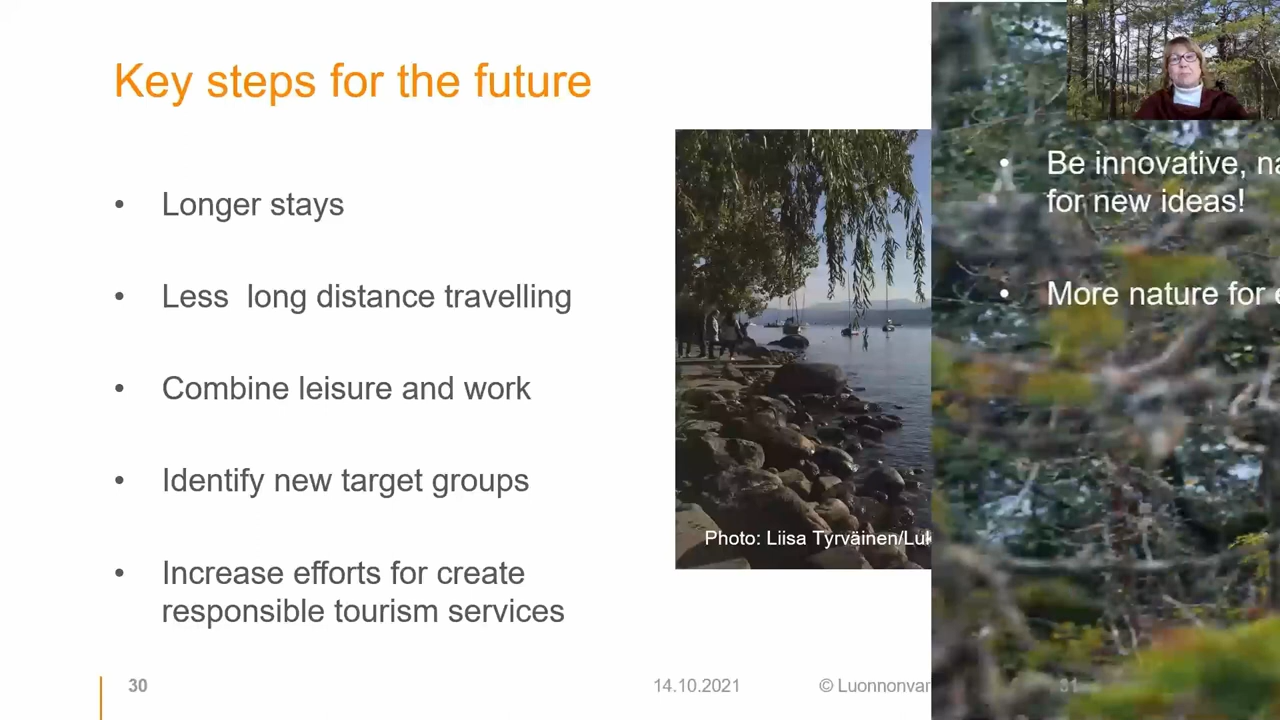 Key steps for the future
• Longer stays
• Less long distance travelling
• Combine leisure and work
• Identify new target groups
• Increase efforts for create
responsible tourism services
Photo: Liisa Tyrväinen/Luk
30
14.10.2021
© Luonnonvar
• Be innovative, na
for new ideas!
• More nature for e
31